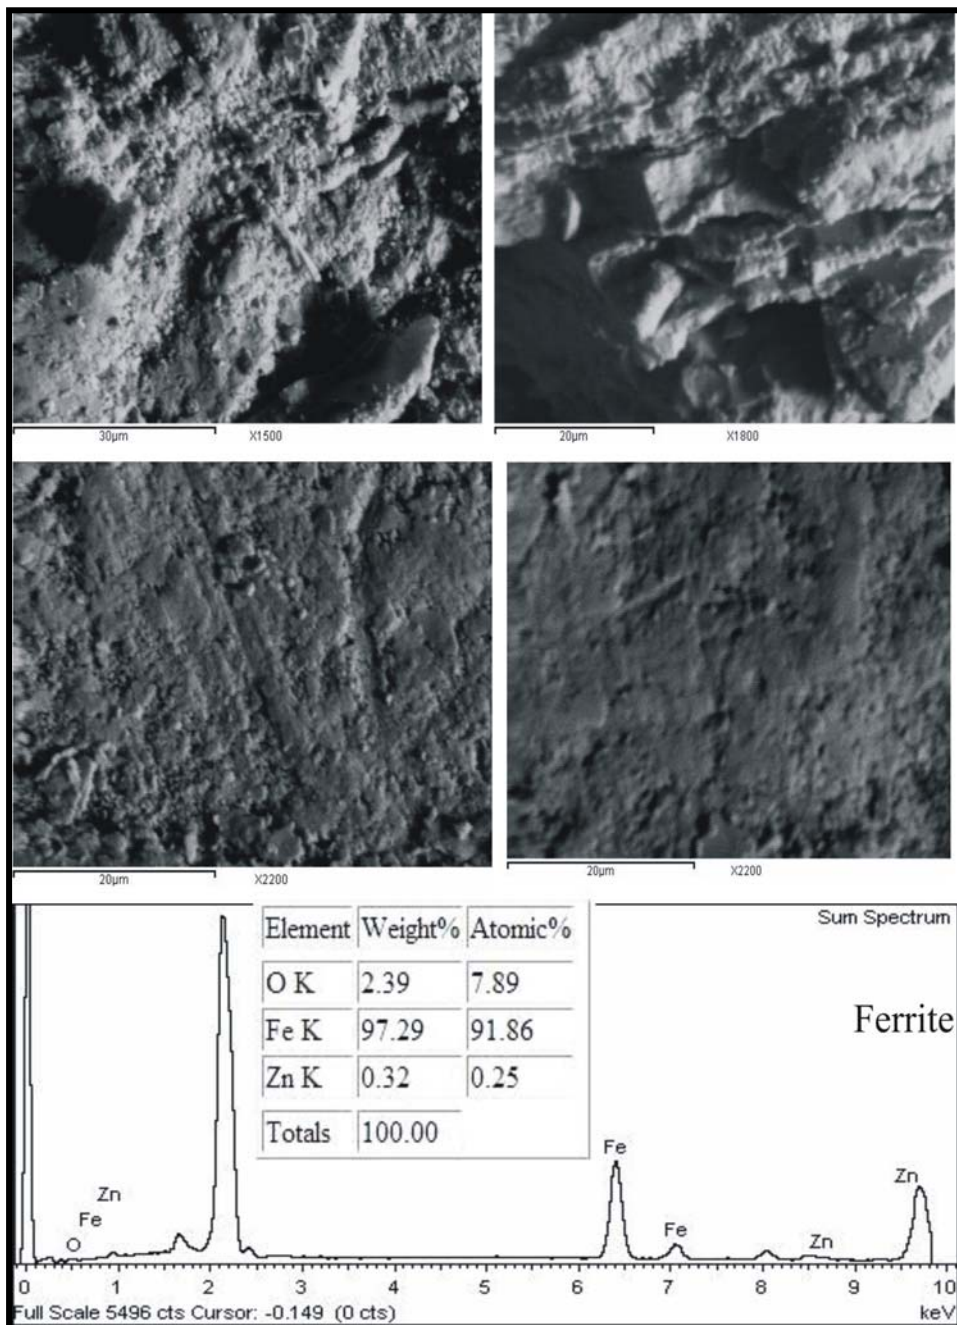 30µm X1500
20µm X1800
20µm X2200
20µm X2200
Sum Spectrum
Element Weight% Atomic%
O K 2.39 7.89
Fe K 97.29 91.86
Zn K 0.32 0.25
Totals 100.00
Ferrite
Fe
Zn
Zn
Fe
O
Fe
Zn
0 1 2 3 4 5 6 7 8 9 10
Full Scale 5496 cts Cursor: -0.149 (0 cts) keV